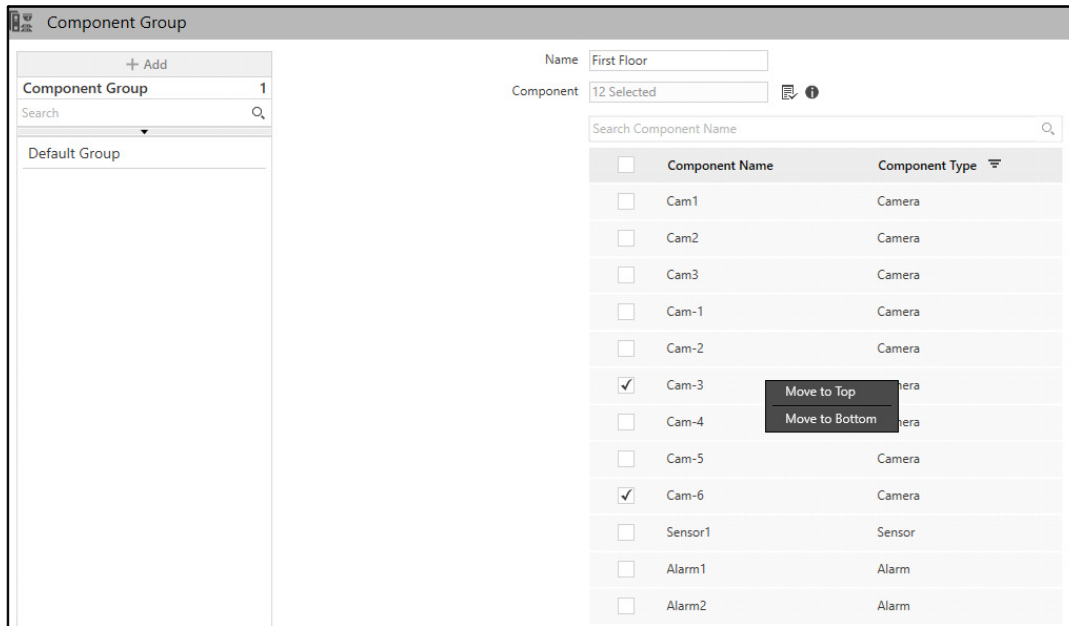 Component Group
+ Add
Component Group 1
Search
Default Group
Name First Floor
Component 12 Selected
Search Component Name
Component Name Component Type
Cam1 Camera
Cam2 Camera
Cam3 Camera
Cam-1 Camera
Cam-2 Camera
Cam-3 nera
Move to Top
Cam-4 nera
Move to Bottom
Cam-5 Camera
Cam-6 Camera
Sensor1 Sensor
Alarm1 Alarm
Alarm2 Alarm